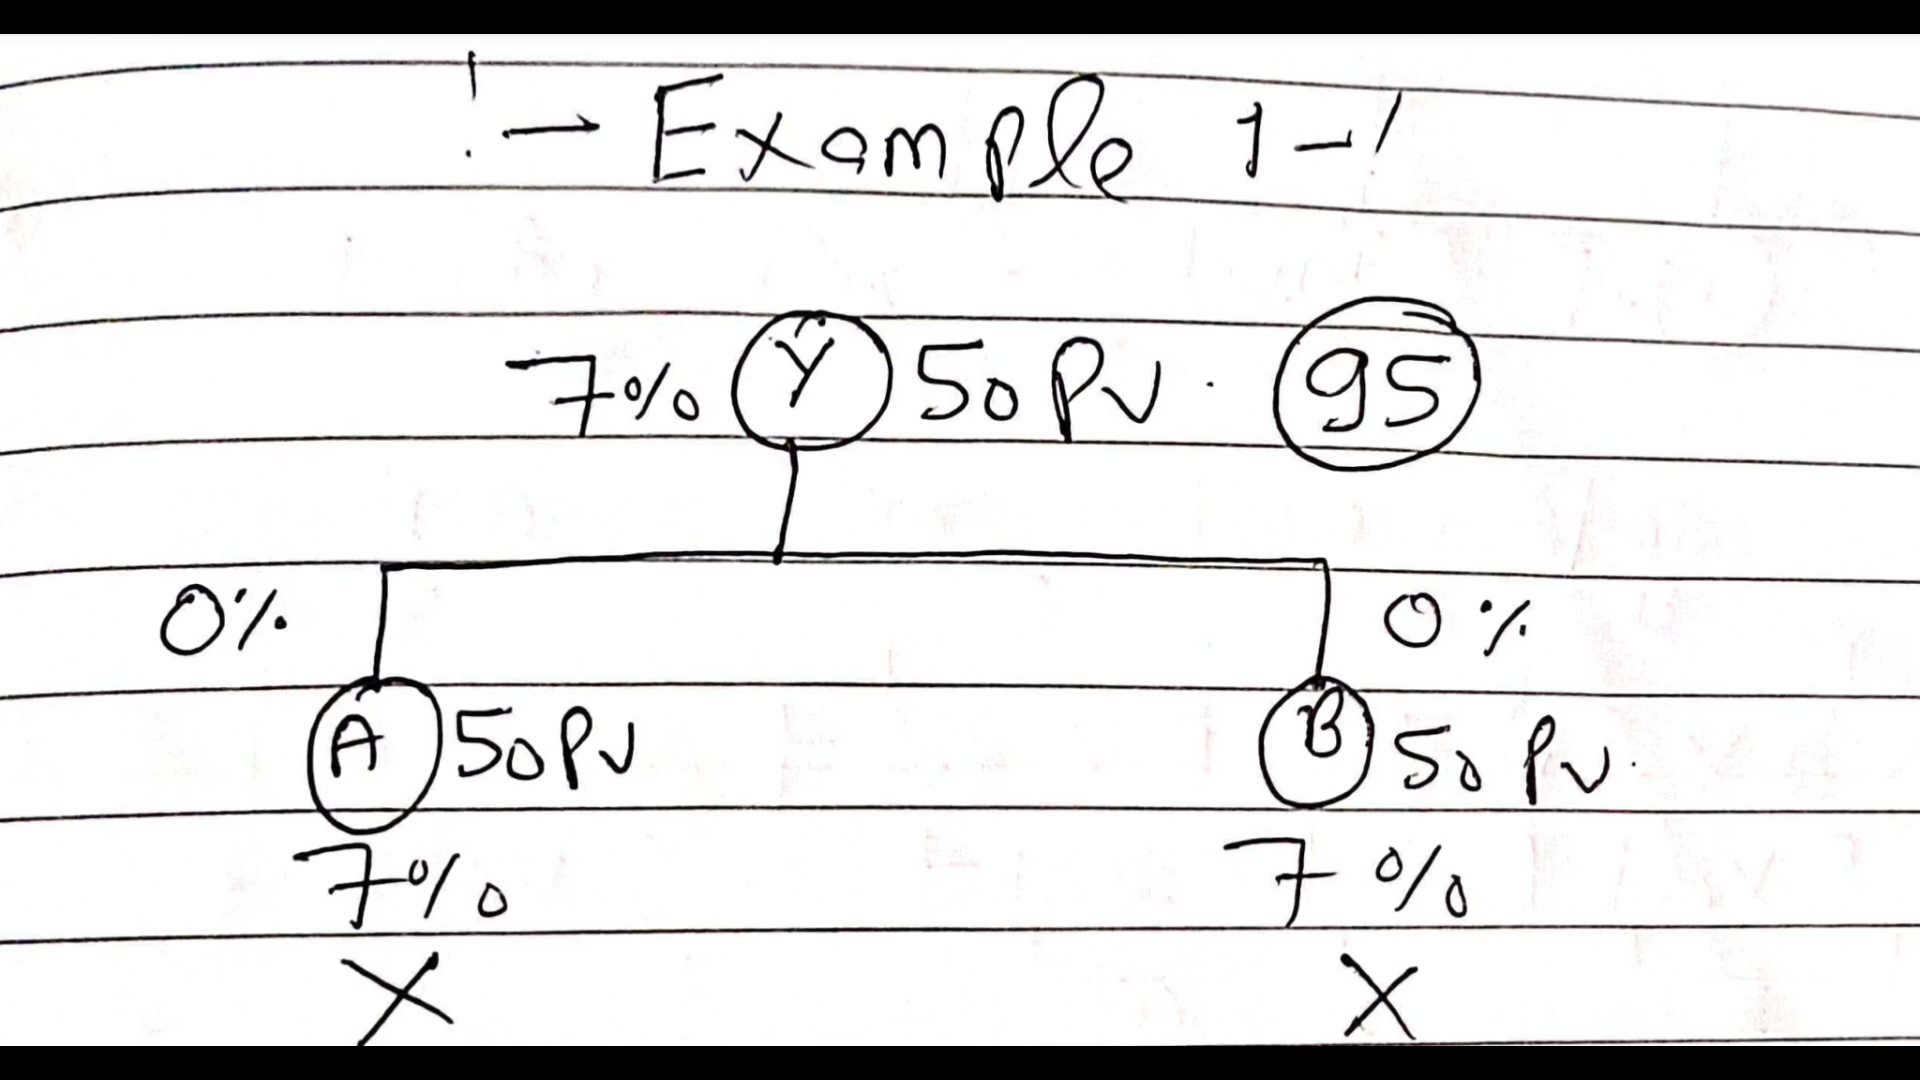 !→ Example 1-!
7% Y 50 PV. 95
0% 0%
A 50 PV B 50 PV.
7% 7%
X X